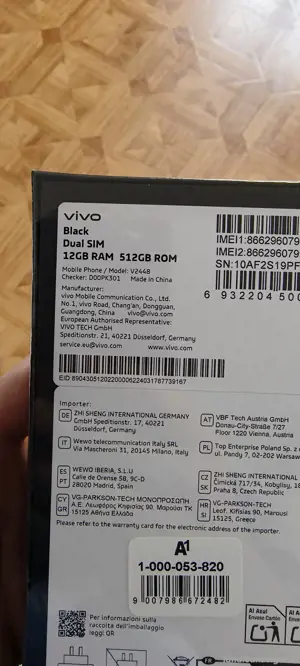 vivo
Black
Dual SIM
12GB RAM 512GB ROM
Mobile Phone / Model: V2448
Checker: D00PK301 Made in China
Manufacturer:
vivo Mobile Communication Co., Ltd.
No.1, vivo Road, Chang'an, Dongguan,
Guangdong, China vivo@vivo.com
European Authorised Representative:
VIVO TECH GmbH
Speditionstr. 21, 40221 Düsseldorf, Germany
service.eu@vivo.com www.vivo.com
IMEI1:866296079
IMEI2:866296079
SN:10AF2S19PF
6 932204 500
EID:89043051202200006224031787739167
Importer:
DE ZHI SHENG INTERNATIONAL GERMANY
GmbH Speditionstr. 17, 40221
Düsseldorf, Germany
AT VBF Tech Austria GmbH
Donau-City-Straße 7/27
Floor 1220 Vienna, Austria
IT Wewo telecommunication Italy SRL
Via Mascheroni 31, 20145 Milano, Italy
PL Top Enterprise Poland Sp. z
ul. Pandy 7, 02-202 Warsaw
ES PT WEWO IBERIA, S.L.U
Calle de Orense 58, 9C-D
28020 Madrid, Spain
CZ SK ZHI SHENG INTERNATIONAL
Čimická 717/34, Kobylisy, 18
Praha 8, Czech Republic
CY GR VG-PARKSON-TECH ΜΟΝΟΠΡΟΣΩΠΗ
Α.Ε. Λεωφόρος Κηφισίας 90, Μαρούσι ΤΚ
15125 Αθήνα Ελλάδα
HR SI VG-PARKSON-TECH
Leof. Kifisias 90, Marousi
15125, Greece
Please refer to the warranty card for the electronic address of the importer.
A1
1-000-053-820
9 007986 672482
Per informazioni sulla
raccolta dell'imballaggio
leggi QR
Al Azul
Envase Cartón
Al A
Enva